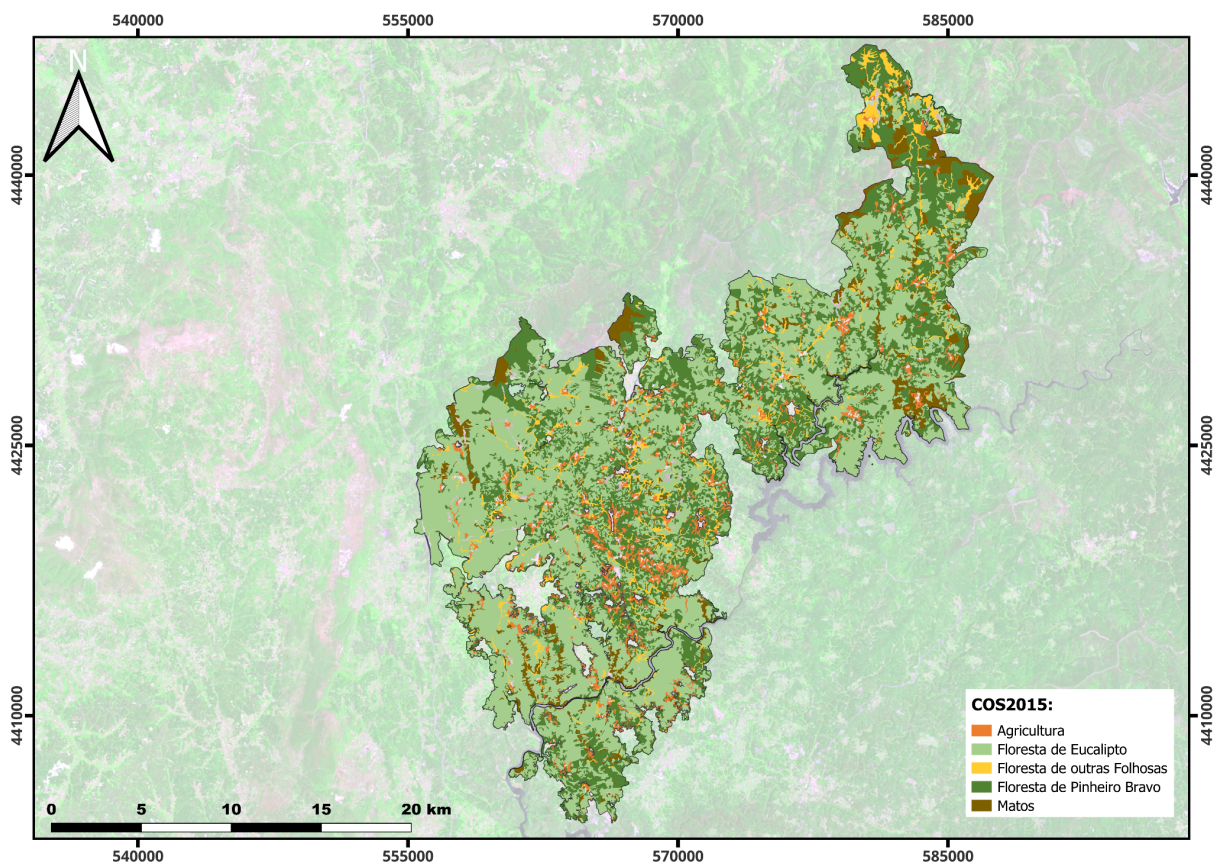 540000 555000 570000 585000
N
4440000 4440000
4425000 4425000
4410000 4410000
COS2015:
Agricultura
Floresta de Eucalipto
Floresta de outras Folhosas
Floresta de Pinheiro Bravo
Matos
0 5 10 15 20 km
540000 555000 570000 585000